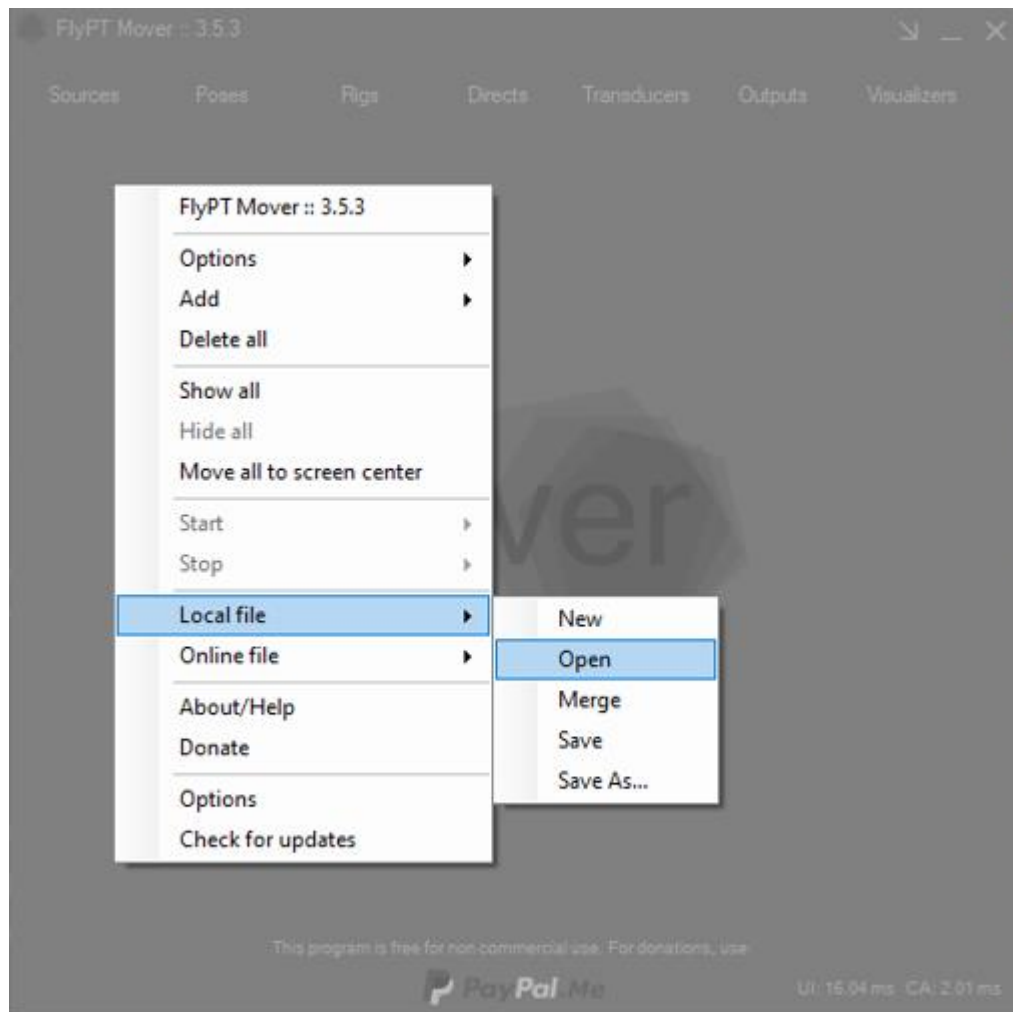 FlyPT Mover :: 3.5.3
Sources Poses Rigs Directs Transducers Outputs Visualizers
FlyPT Mover :: 3.5.3
Options
Add
Delete all
Show all
Hide all
Move all to screen center
Start
Stop
ver
Local file
Online file
About/Help
Donate
Options
Check for updates
New
Open
Merge
Save
Save As...
This program is free for non commercial use. For donations, use
PayPal.Me
UI: 16.04 ms CA: 2.01 ms